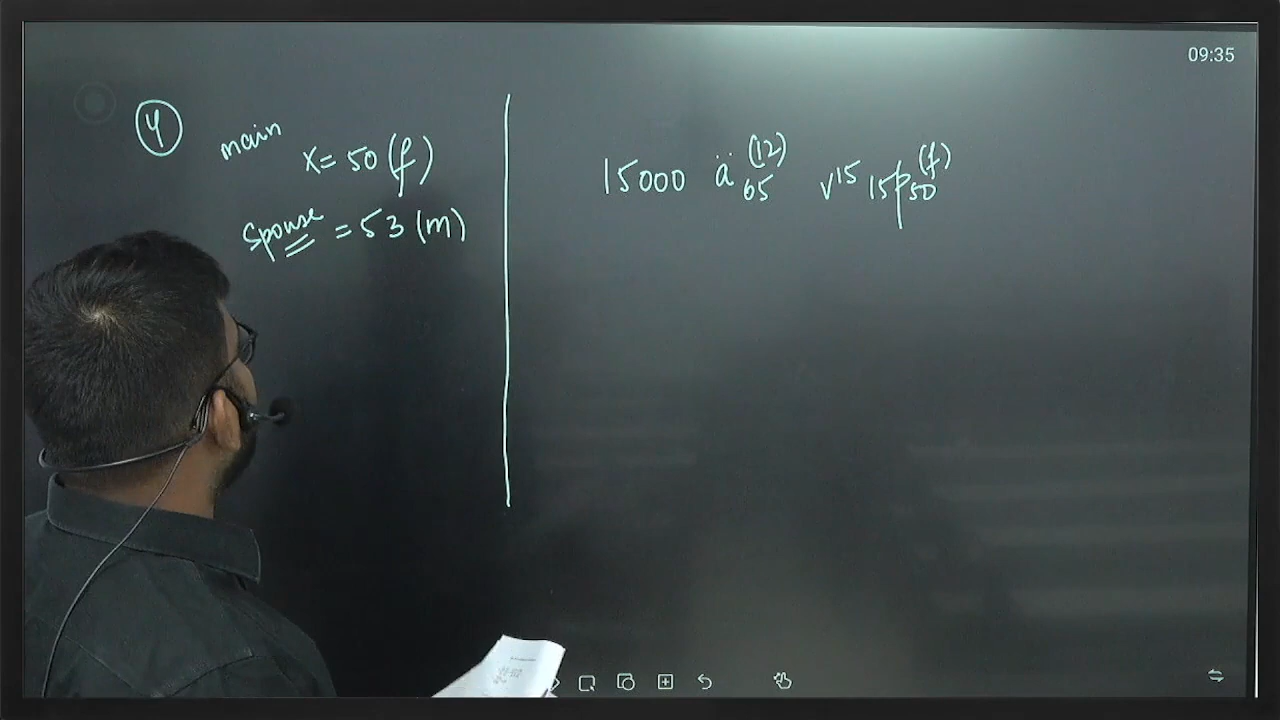 09:35
4
main
x = 50 (f)
Spouse = 53 (m)
15000 ä₆₅⁽¹²⁾ v¹⁵ ₁₅p₅₀⁽ᶠ⁾